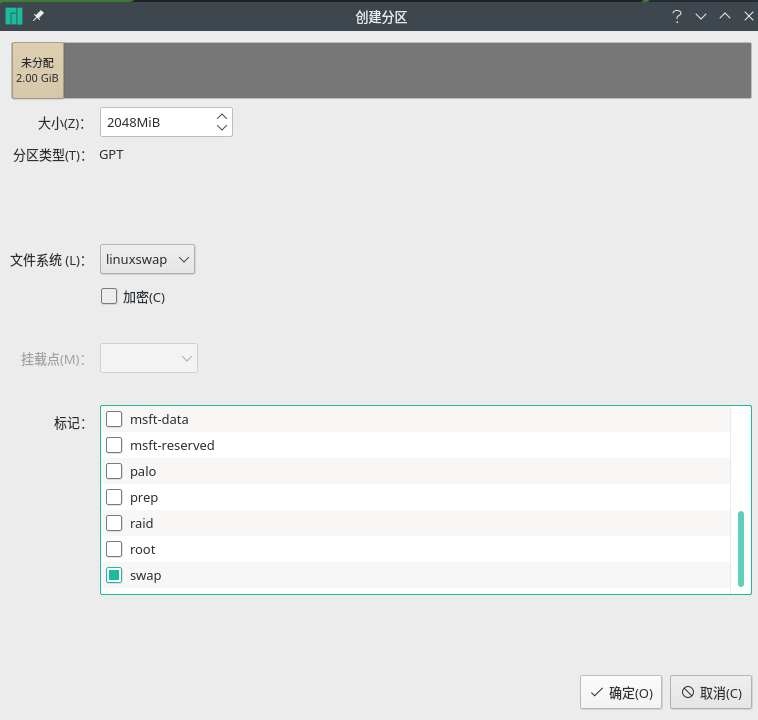 创建分区
未分配
2.00 GiB
大小(Z)： 2048MiB
分区类型(T)： GPT
文件系统 (L)： linuxswap
加密(C)
挂载点(M)：
标记： msft-data
msft-reserved
palo
prep
raid
root
swap
确定(O) 取消(C)